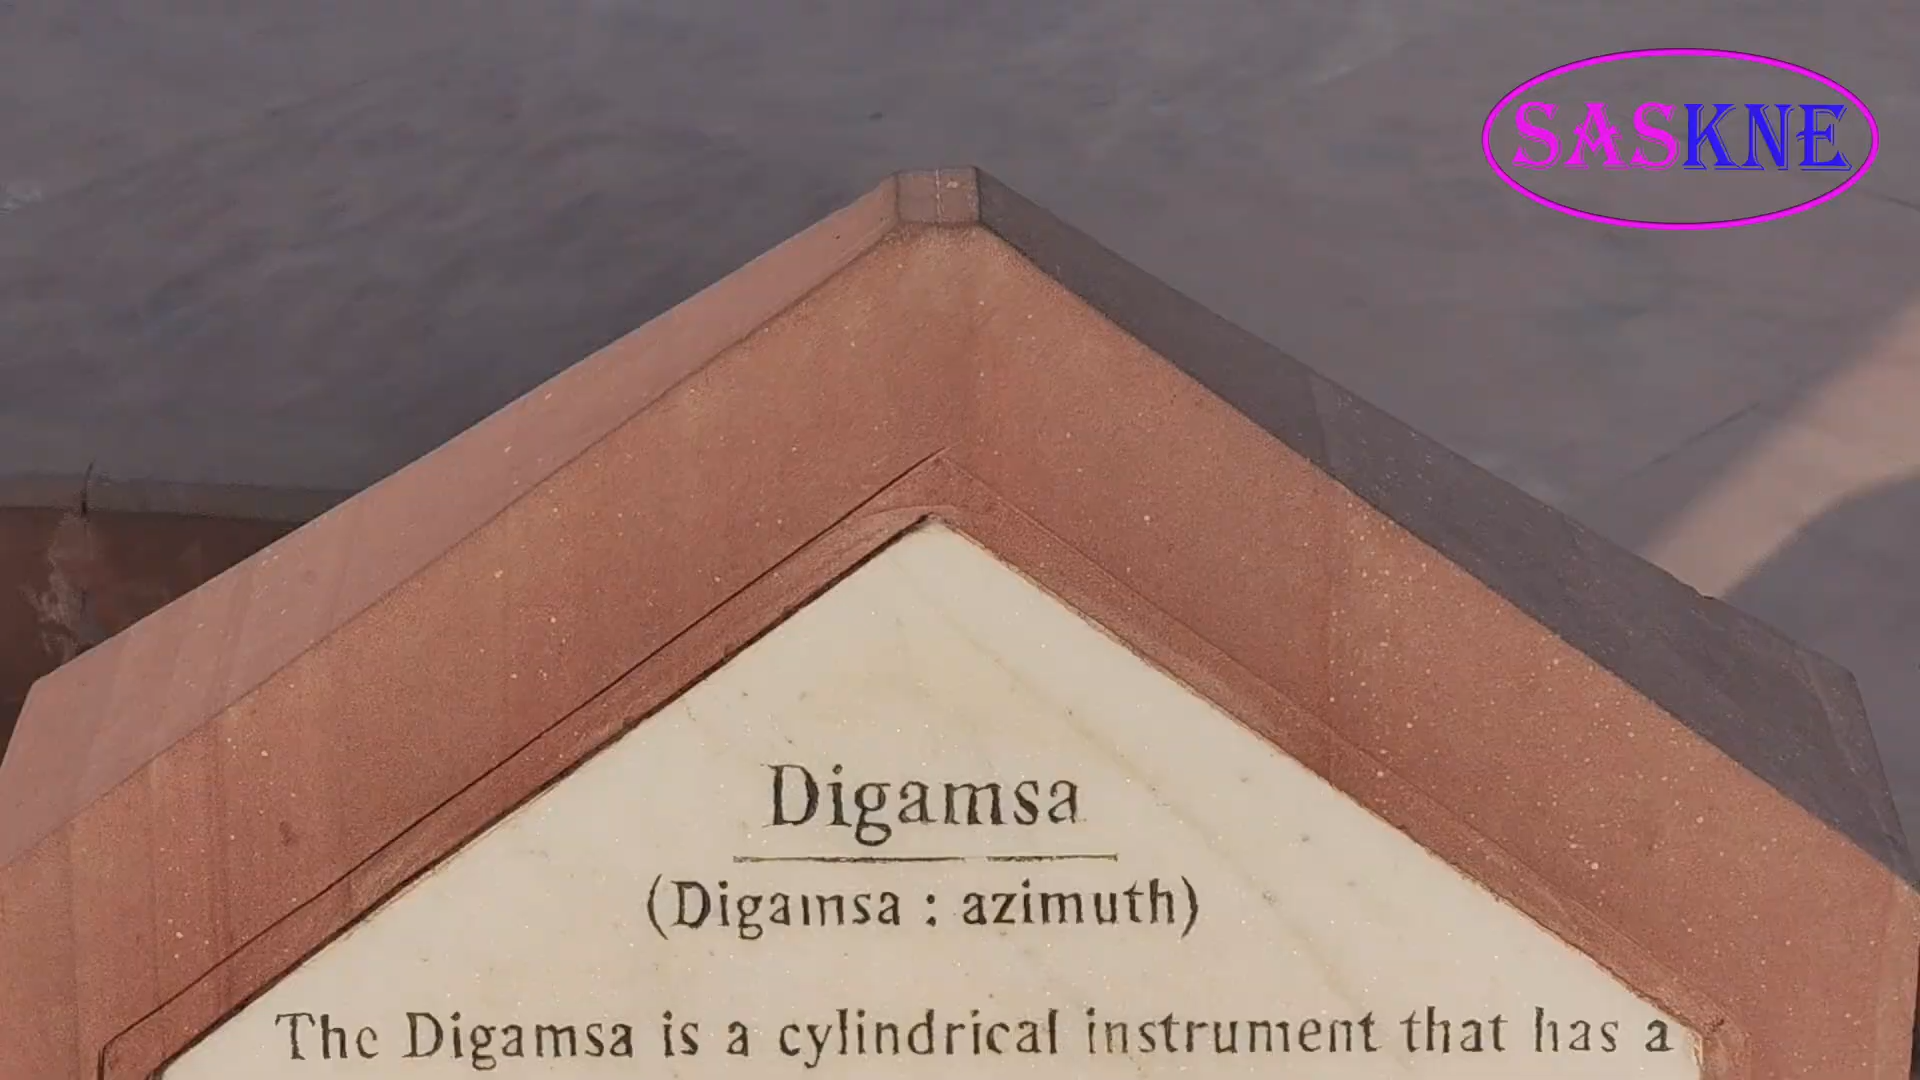 SASKNE
Digamsa
(Digamsa : azimuth)
The Digamsa is a cylindrical instrument that has a